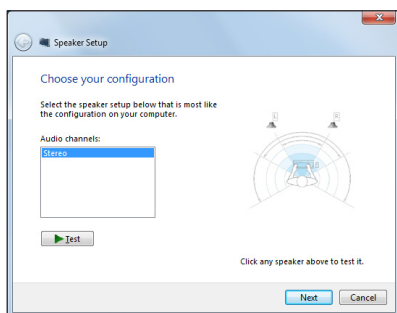 Speaker Setup
Choose your configuration
Select the speaker setup below that is most like
the configuration on your computer.
Audio channels:
Stereo
L
R
Test
Click any speaker above to test it.
Next
Cancel